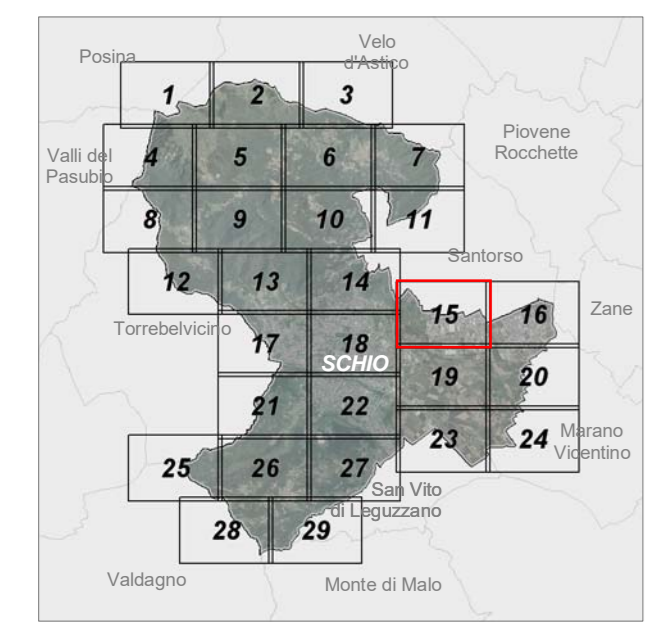 Velo
d'Astico
Posina
1
2
3
Piovene
Rocchette
Valli del
Pasubio
4
5
6
7
8
9
10
11
Santorso
12
13
14
15
16
Zane
Torrebelvicino
17
18
SCHIO
19
20
21
22
23
24
Marano
Vicentino
25
26
27
San Vito
di Leguzzano
28
29
Valdagno
Monte di Malo